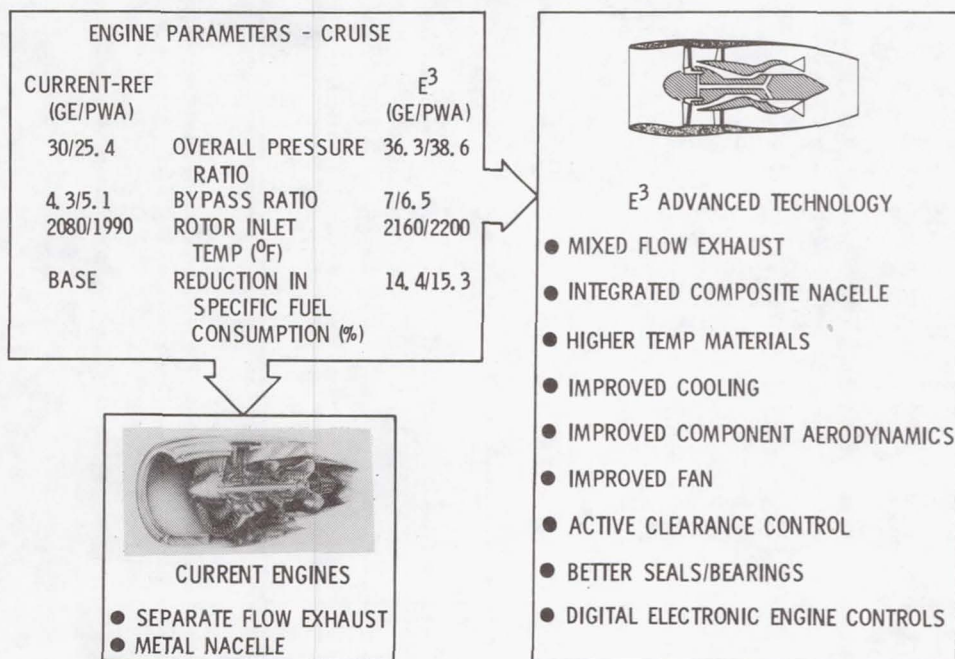 ENGINE PARAMETERS - CRUISE
CURRENT-REF
(GE/PWA)
E³
(GE/PWA)
30/25.4 OVERALL PRESSURE RATIO 36.3/38.6
4.3/5.1 BYPASS RATIO 7/6.5
2080/1990 ROTOR INLET TEMP (ºF) 2160/2200
BASE REDUCTION IN SPECIFIC FUEL CONSUMPTION (%) 14.4/15.3
CURRENT ENGINES
● SEPARATE FLOW EXHAUST
● METAL NACELLE
E³ ADVANCED TECHNOLOGY
● MIXED FLOW EXHAUST
● INTEGRATED COMPOSITE NACELLE
● HIGHER TEMP MATERIALS
● IMPROVED COOLING
● IMPROVED COMPONENT AERODYNAMICS
● IMPROVED FAN
● ACTIVE CLEARANCE CONTROL
● BETTER SEALS/BEARINGS
● DIGITAL ELECTRONIC ENGINE CONTROLS